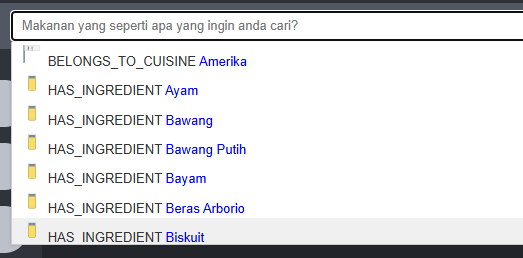 Makanan yang seperti apa yang ingin anda cari?
BELONGS_TO_CUISINE Amerika
HAS_INGREDIENT Ayam
HAS_INGREDIENT Bawang
HAS_INGREDIENT Bawang Putih
HAS_INGREDIENT Bayam
HAS_INGREDIENT Beras Arborio
HAS_INGREDIENT Biskuit